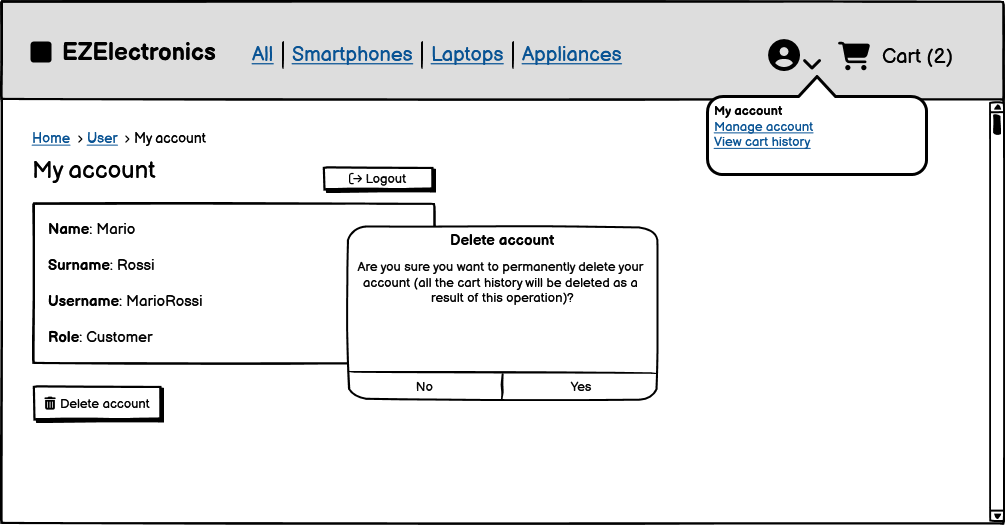 EZElectronics
All | Smartphones | Laptops | Appliances
Cart (2)
My account
Manage account
View cart history
Home > User > My account
My account
Logout
Name: Mario
Surname: Rossi
Username: MarioRossi
Role: Customer
Delete account
Delete account
Are you sure you want to permanently delete your
account (all the cart history will be deleted as a
result of this operation)?
No
Yes